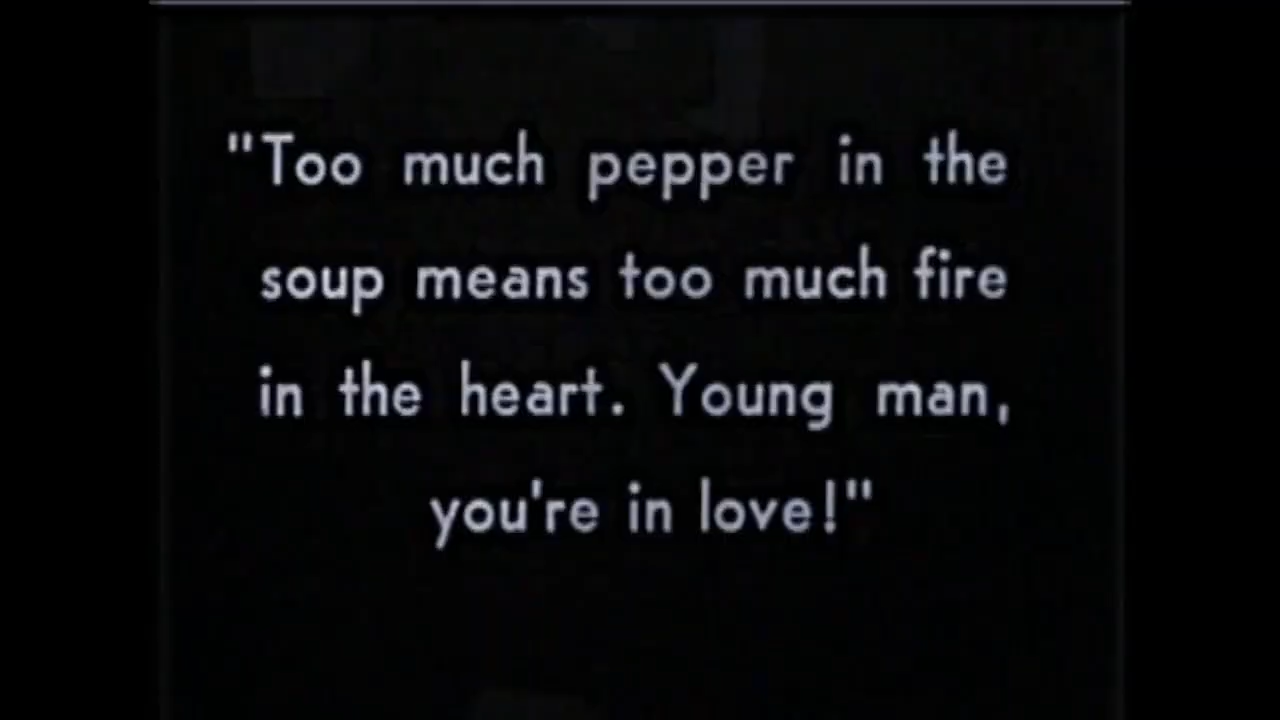 "Too much pepper in the
soup means too much fire
in the heart. Young man,
you're in love!"